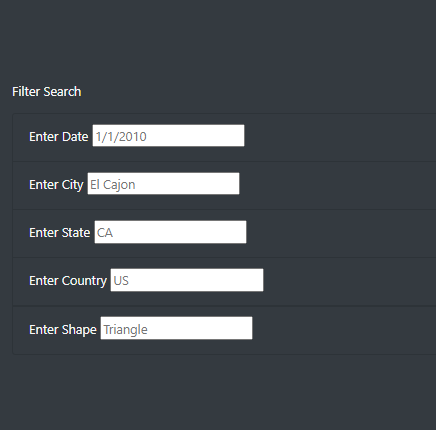 Filter Search
Enter Date 1/1/2010
Enter City El Cajon
Enter State CA
Enter Country US
Enter Shape Triangle